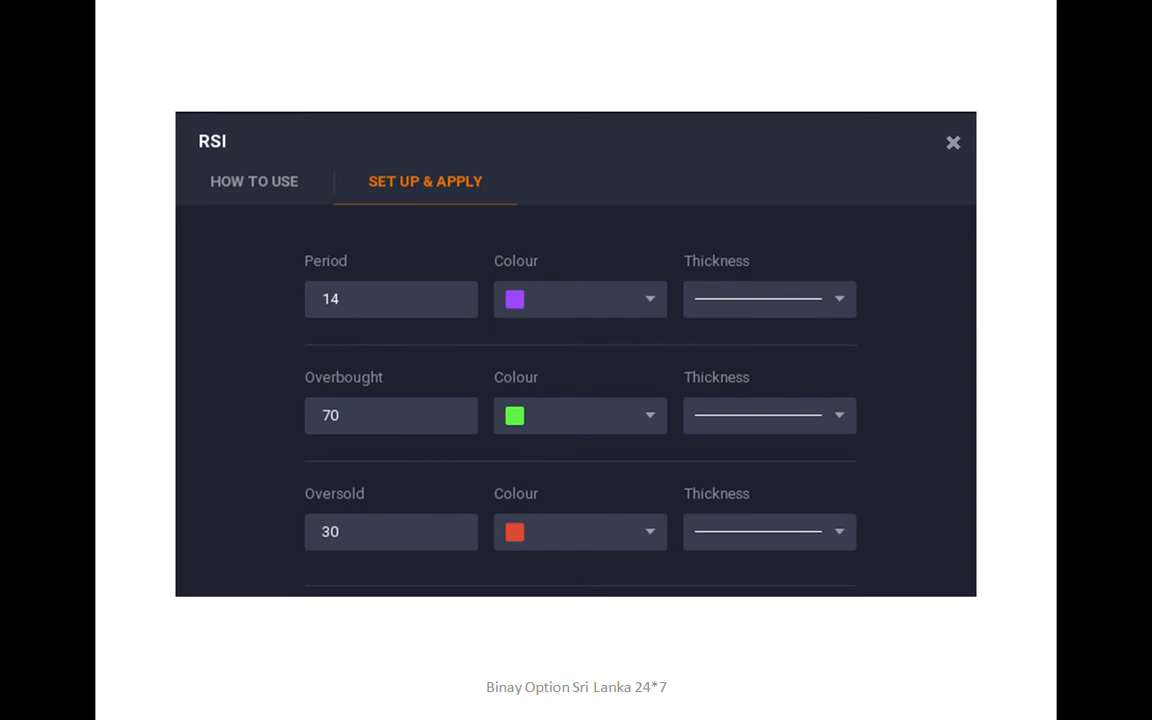 RSI
HOW TO USE
SET UP & APPLY
Period Colour Thickness
14
Overbought Colour Thickness
70
Oversold Colour Thickness
30
Binay Option Sri Lanka 24*7